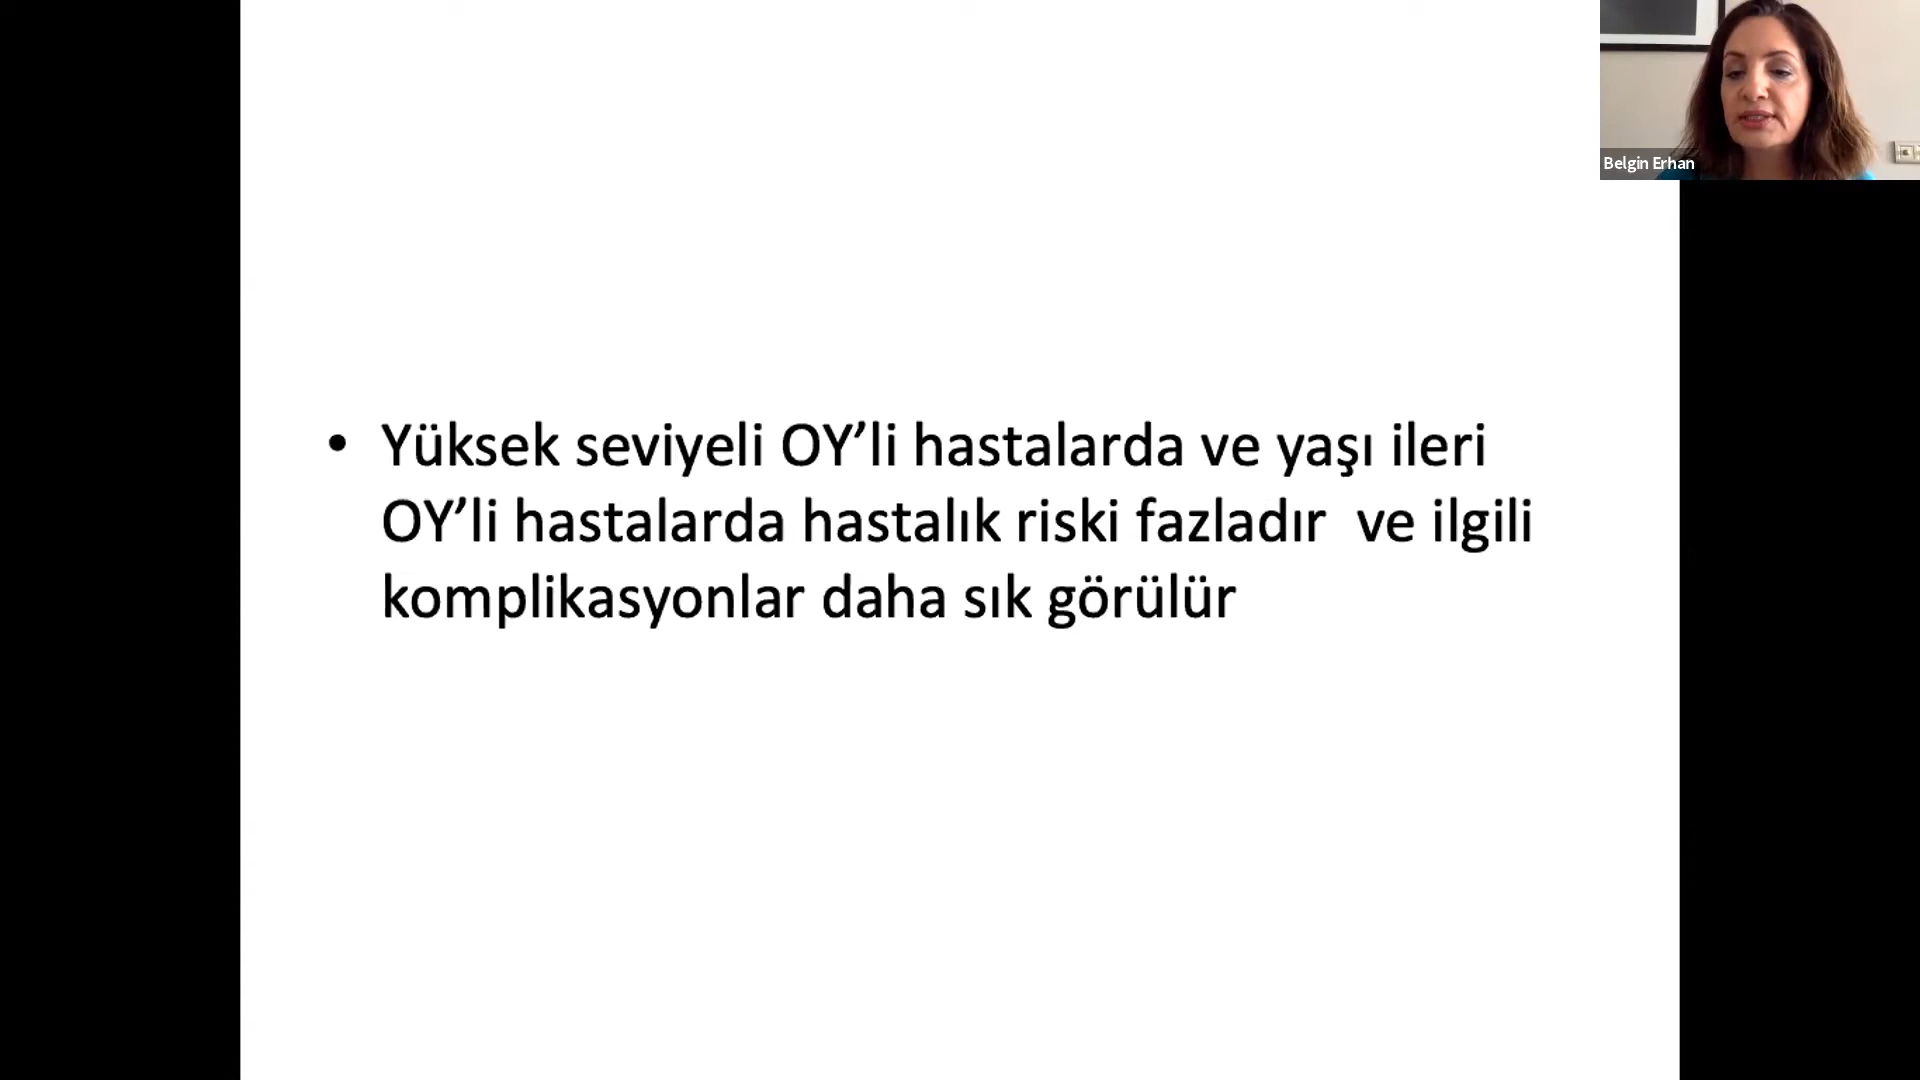 Belgin Erhan
• Yüksek seviyeli OY’li hastalarda ve yaşı ileri
OY’li hastalarda hastalık riski fazladır  ve ilgili
komplikasyonlar daha sık görülür